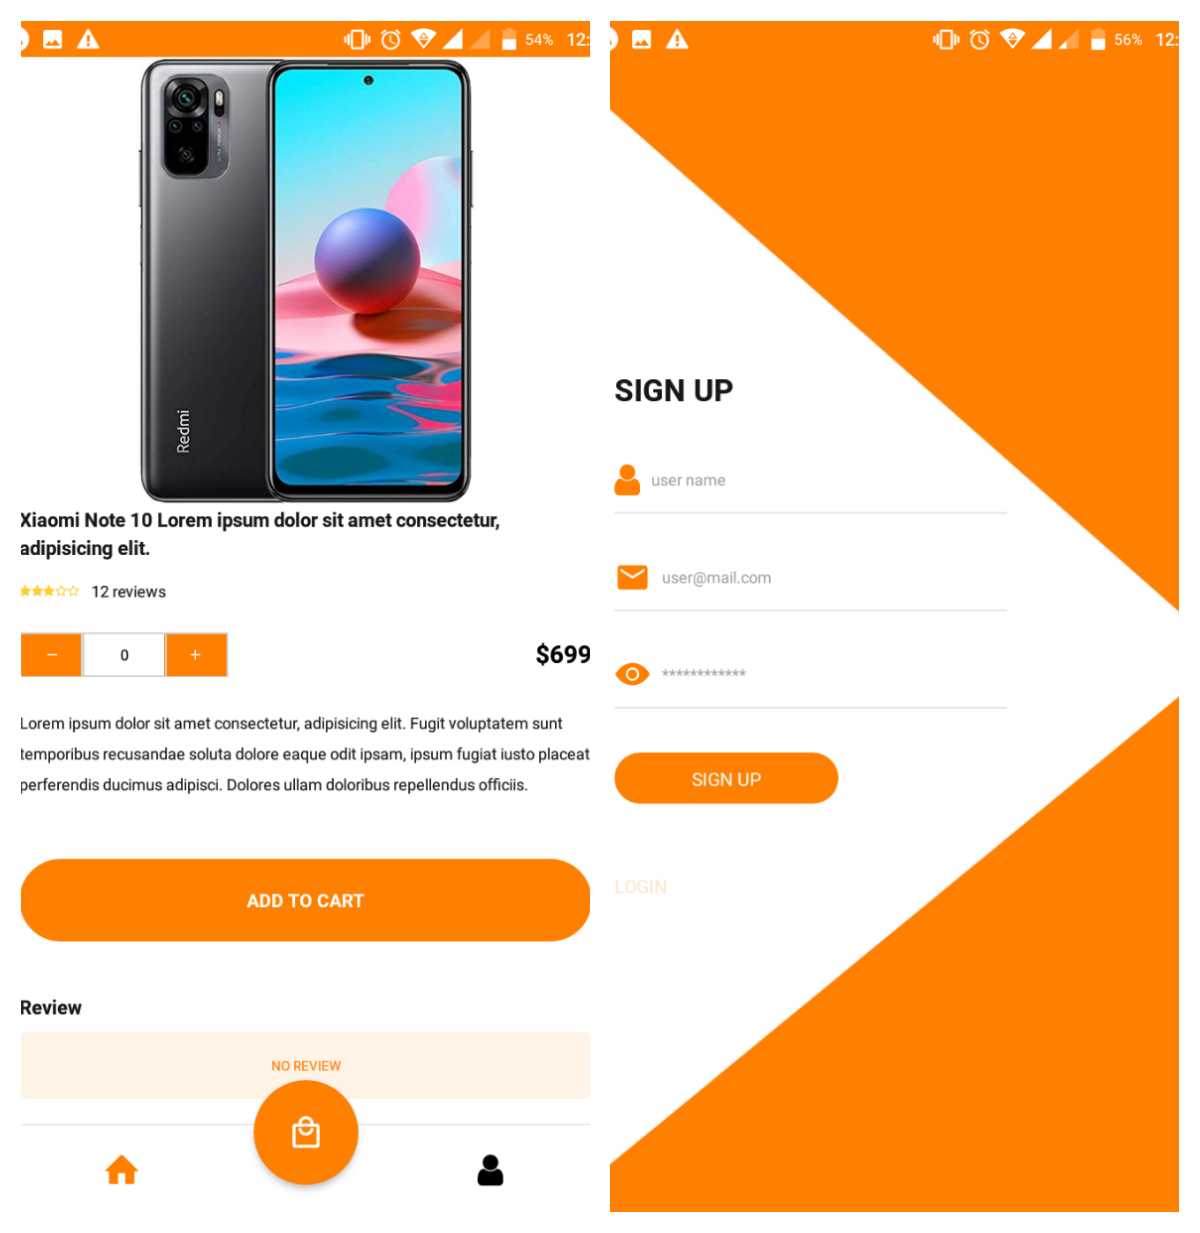 54% 12:
Redmi
Xiaomi Note 10 Lorem ipsum dolor sit amet consectetur,
adipisicing elit.
12 reviews
− 0 +
$699
Lorem ipsum dolor sit amet consectetur, adipisicing elit. Fugit voluptatem sunt
temporibus recusandae soluta dolore eaque odit ipsam, ipsum fugiat iusto placeat
perferendis ducimus adipisci. Dolores ullam doloribus repellendus officiis.
ADD TO CART
Review
NO REVIEW
56% 12:
SIGN UP
user name
user@mail.com
************
SIGN UP
LOGIN